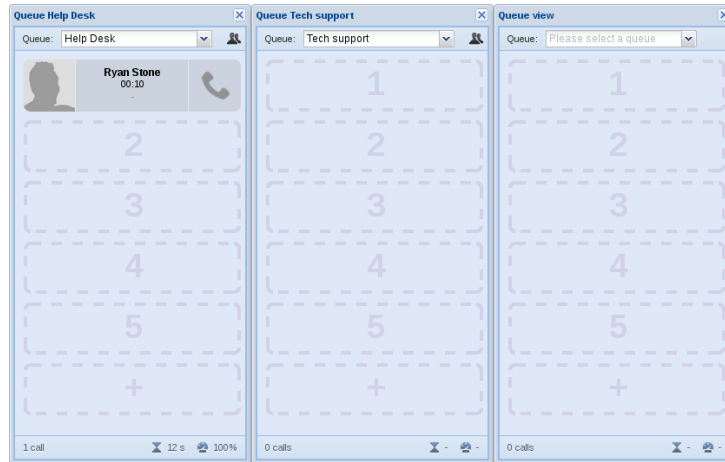 Queue Help Desk
Queue: Help Desk
Ryan Stone
00:10
-
2
3
4
5
+
1 call 12 s 100%
Queue Tech support
Queue: Tech support
1
2
3
4
5
+
0 calls - -
Queue view
Queue: Please select a queue
1
2
3
4
5
+
0 calls - -